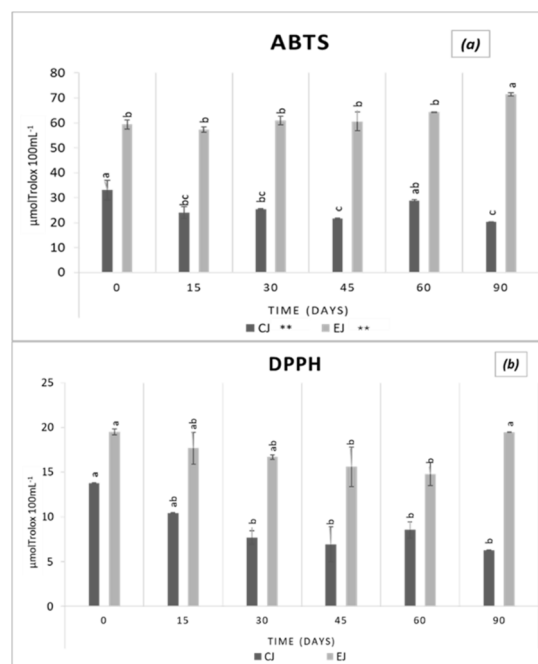 ABTS
(a)
80
70
60
50
40
30
20
10
0
µmolTrolox 100mL⁻¹
a b bc b bc b c b ab b c a
0 15 30 45 60 90
TIME (DAYS)
CJ ** EJ **
DPPH
(b)
25
20
15
10
5
0
µmolTrolox 100mL⁻¹
a a ab ab b ab b b b b b a
0 15 30 45 60 90
TIME (DAYS)
CJ EJ